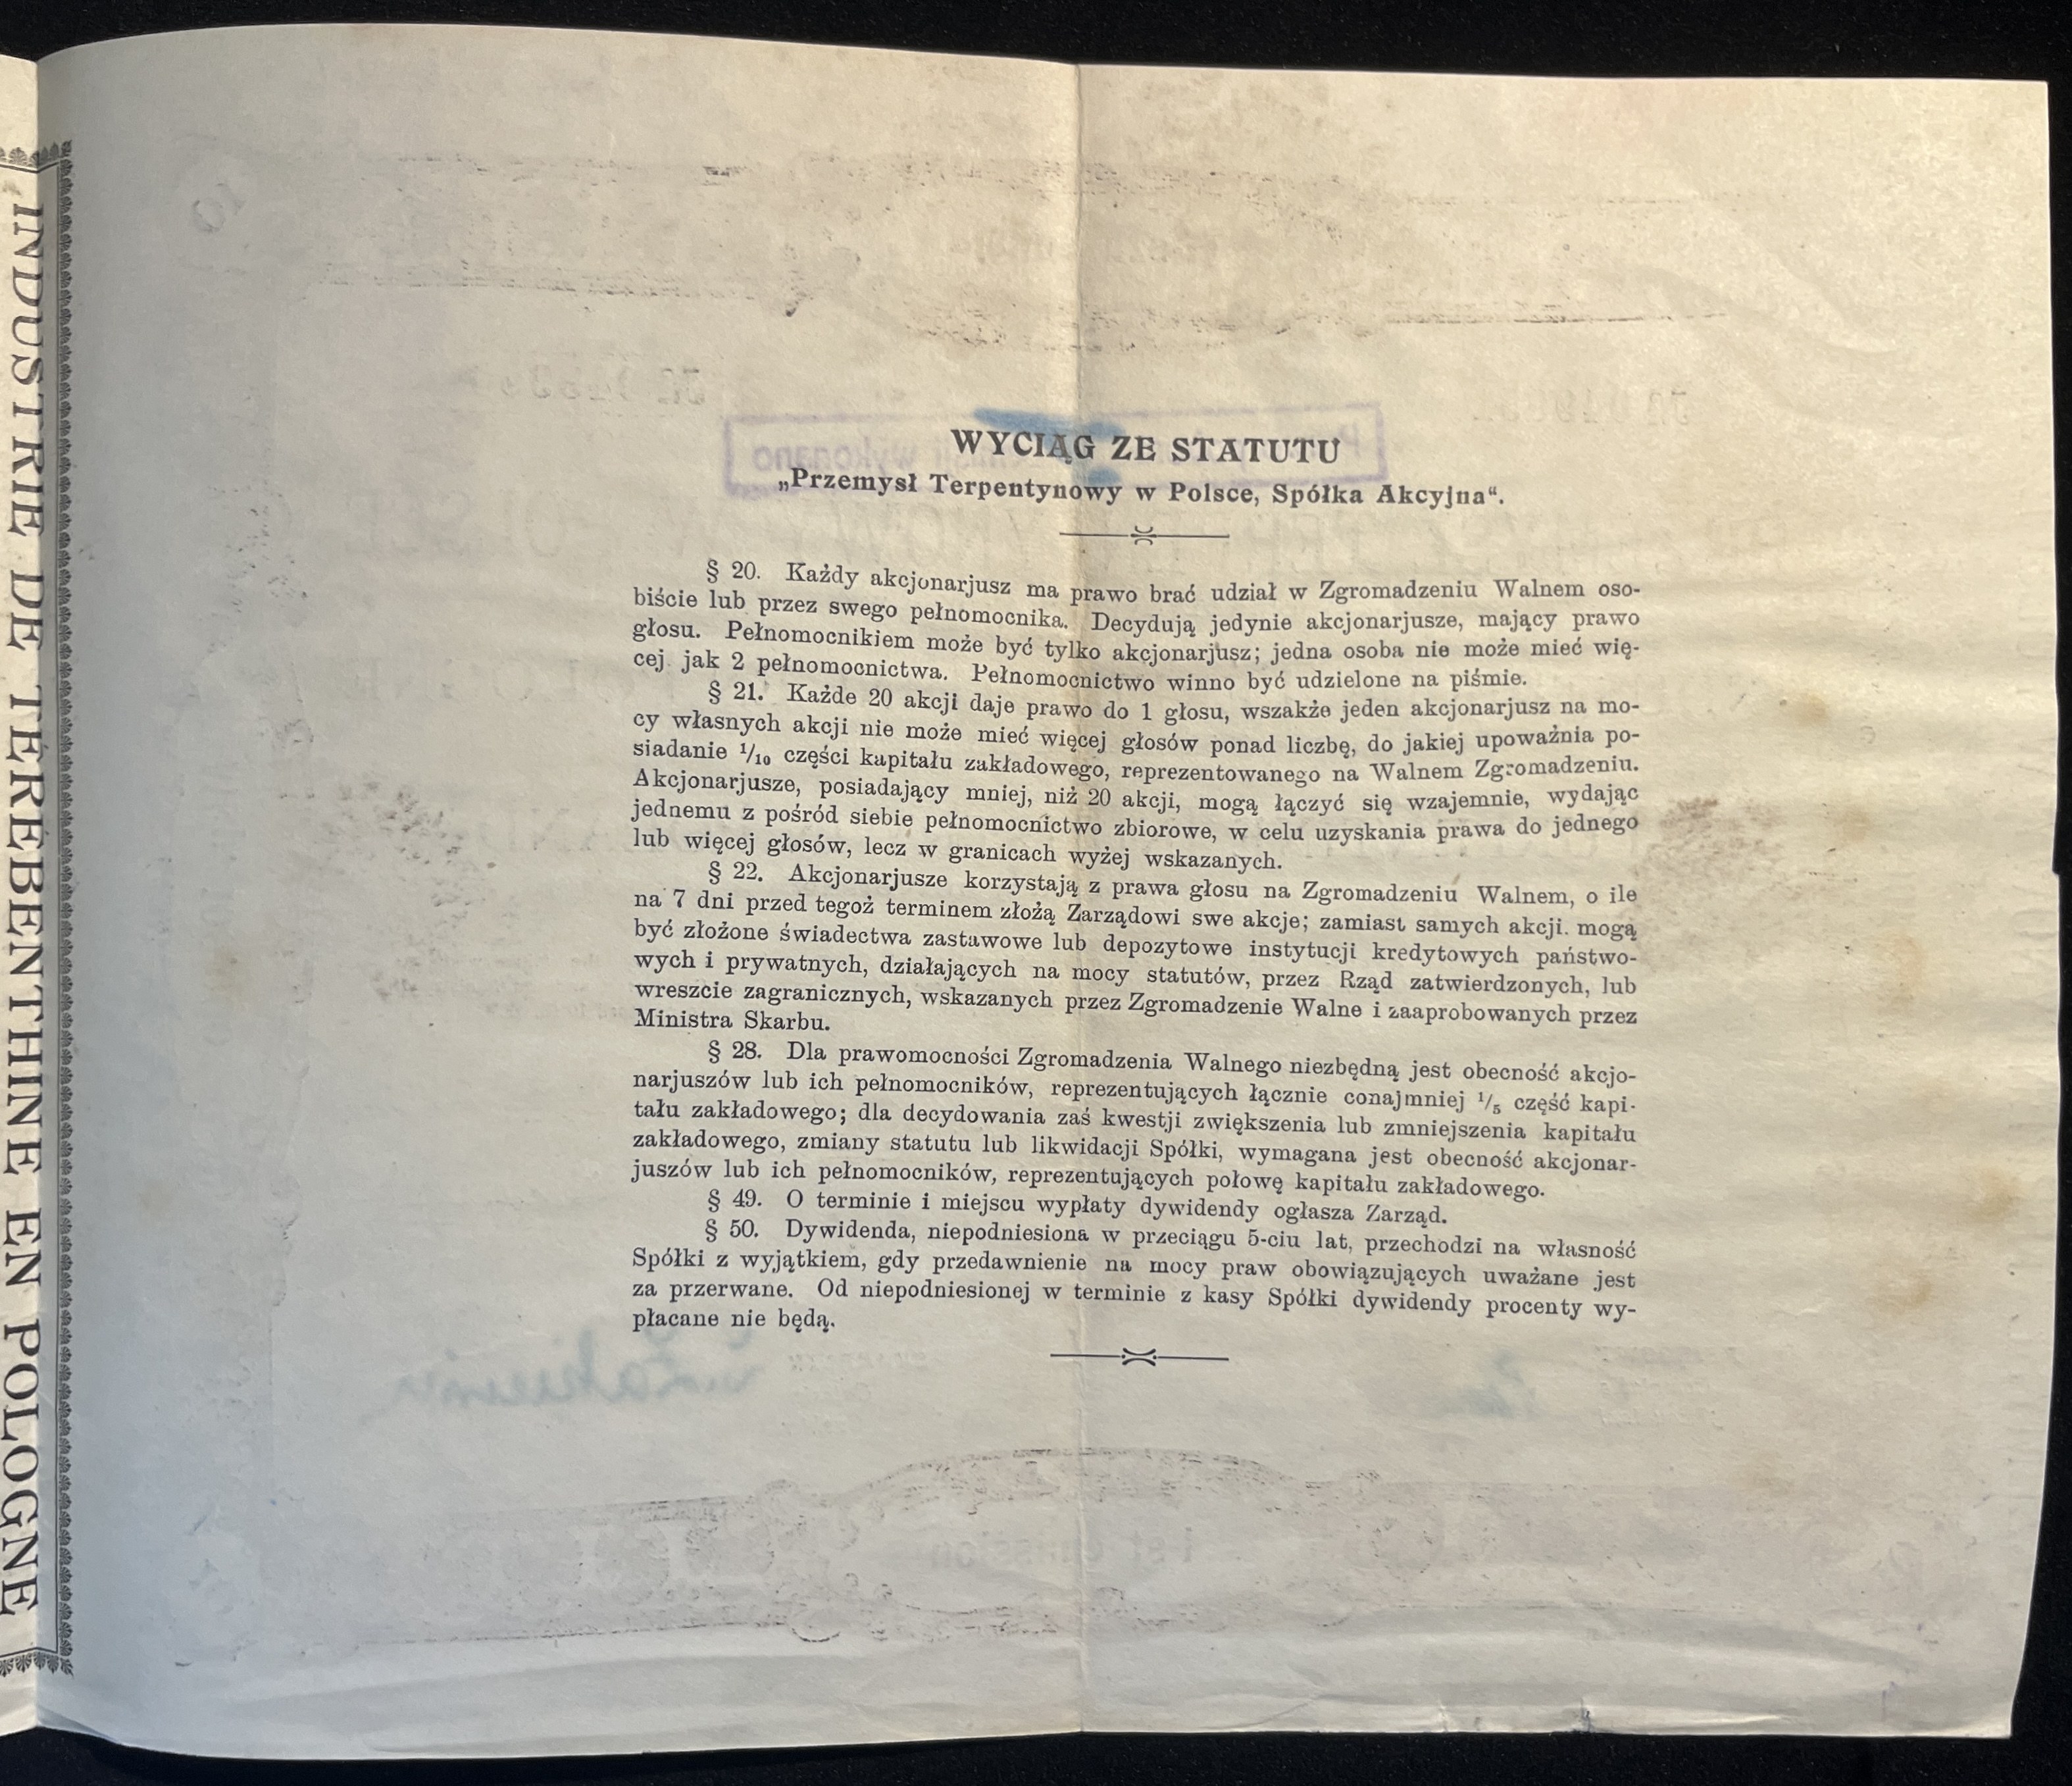 INDUSTRIE DE TÉRÉBENTHINE EN POLOGNE
WYCIĄG ZE STATUTU
„Przemysł Terpentynowy w Polsce, Spółka Akcyjna“.
§ 20. Każdy akcjonarjusz ma prawo brać udział w Zgromadzeniu Walnem oso-
biście lub przez swego pełnomocnika. Decydują jedynie akcjonarjusze, mający prawo
głosu. Pełnomocnikiem może być tylko akcjonarjusz; jedna osoba nie może mieć wię-
cej jak 2 pełnomocnictwa. Pełnomocnictwo winno być udzielone na piśmie.
§ 21. Każde 20 akcji daje prawo do 1 głosu, wszakże jeden akcjonarjusz na mo-
cy własnych akcji nie może mieć więcej głosów ponad liczbę, do jakiej upoważnia po-
siadanie 1/10 części kapitału zakładowego, reprezentowanego na Walnem Zgromadzeniu.
Akcjonarjusze, posiadający mniej, niż 20 akcji, mogą łączyć się wzajemnie, wydając
jednemu z pośród siebie pełnomocnictwo zbiorowe, w celu uzyskania prawa do jednego
lub więcej głosów, lecz w granicach wyżej wskazanych.
§ 22. Akcjonarjusze korzystają z prawa głosu na Zgromadzeniu Walnem, o ile
na 7 dni przed tegoż terminem złożą Zarządowi swe akcje; zamiast samych akcji. mogą
być złożone świadectwa zastawowe lub depozytowe instytucji kredytowych państwo-
wych i prywatnych, działających na mocy statutów, przez Rząd zatwierdzonych, lub
wreszcie zagranicznych, wskazanych przez Zgromadzenie Walne i zaaprobowanych przez
Ministra Skarbu.
§ 28. Dla prawomocności Zgromadzenia Walnego niezbędną jest obecność akcjo-
narjuszów lub ich pełnomocników, reprezentujących łącznie conajmniej 1/5 część kapi-
tału zakładowego; dla decydowania zaś kwestji zwiększenia lub zmniejszenia kapitału
zakładowego, zmiany statutu lub likwidacji Spółki, wymagana jest obecność akcjonar-
juszów lub ich pełnomocników, reprezentujących połowę kapitału zakładowego.
§ 49. O terminie i miejscu wypłaty dywidendy ogłasza Zarząd.
§ 50. Dywidenda, niepodniesiona w przeciągu 5-ciu lat, przechodzi na własność
Spółki z wyjątkiem, gdy przedawnienie na mocy praw obowiązujących uważane jest
za przerwane. Od niepodniesionej w terminie z kasy Spółki dywidendy procenty wy-
płacane nie będą.